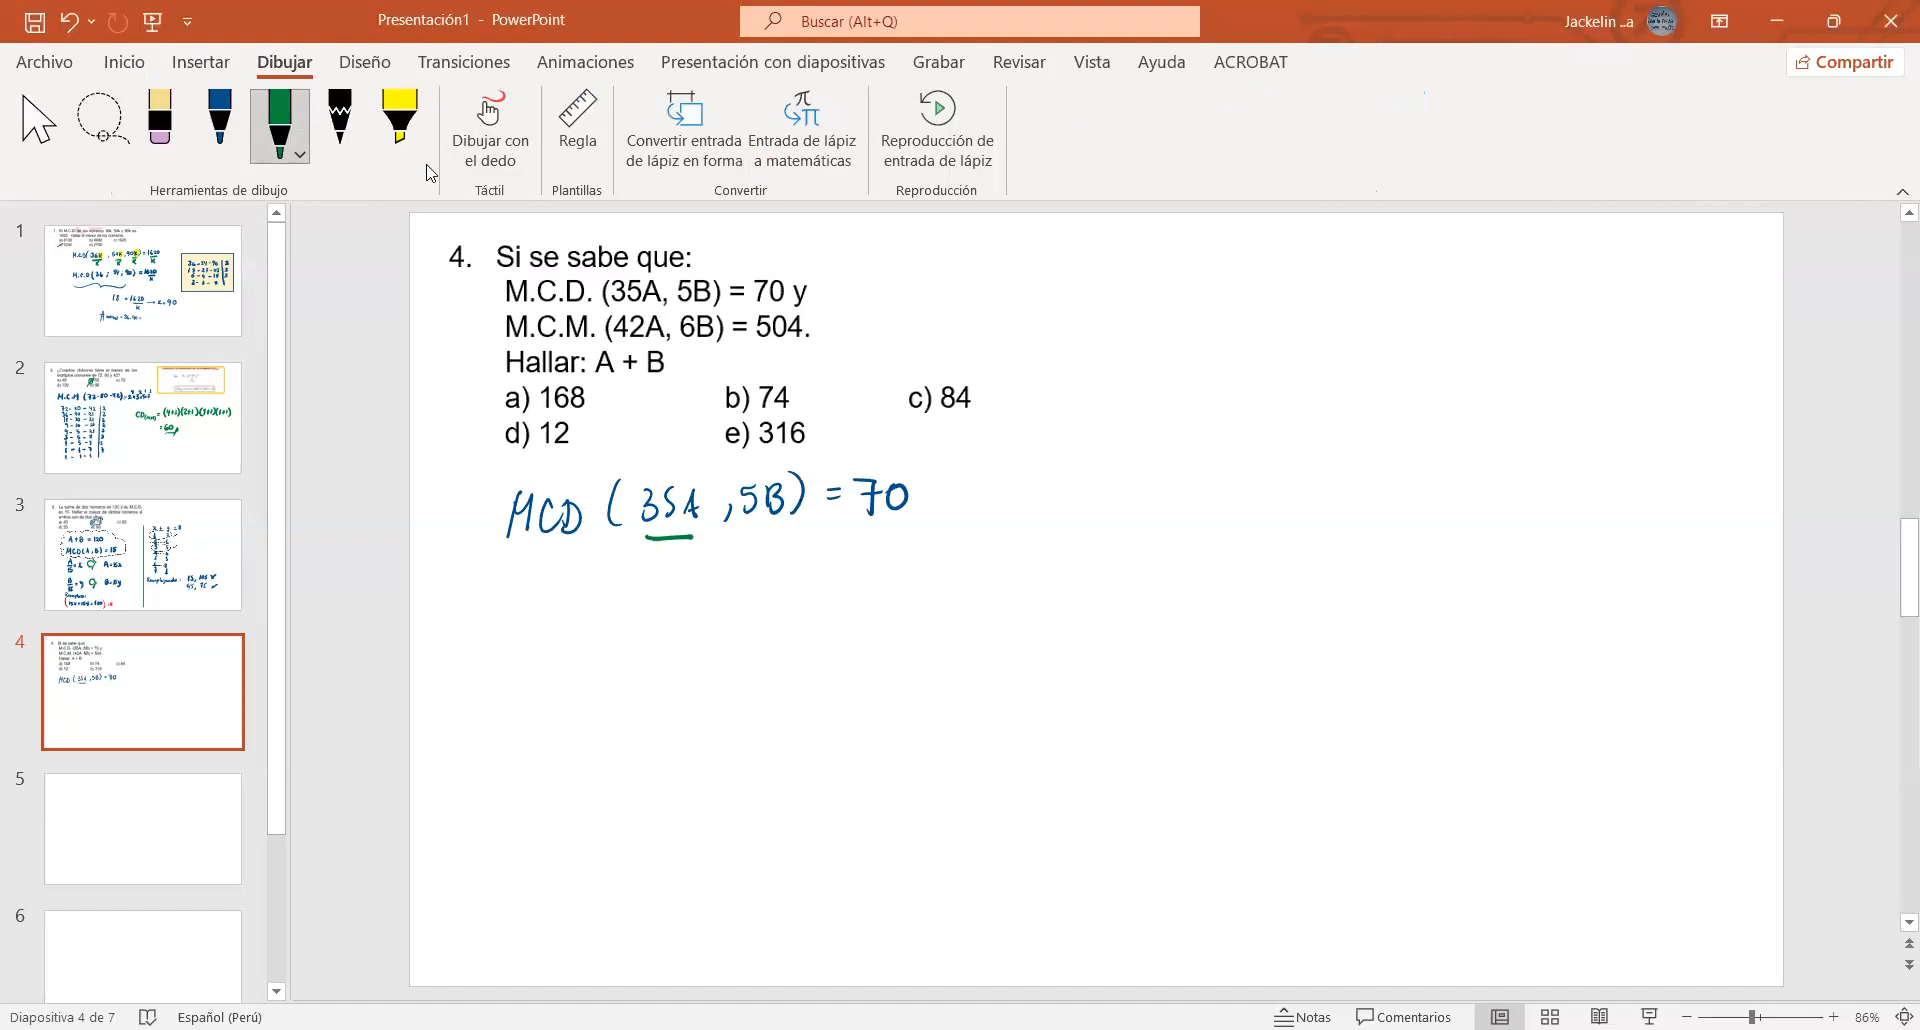 Presentación1 - PowerPoint
Buscar (Alt+Q)
Jackelin ..a
Archivo Inicio Insertar Dibujar Diseño Transiciones Animaciones Presentación con diapositivas Grabar Revisar Vista Ayuda ACROBAT
Compartir
Dibujar con el dedo
Regla
Convertir entrada de lápiz en forma
Entrada de lápiz a matemáticas
Reproducción de entrada de lápiz
Herramientas de dibujo Táctil Plantillas Convertir Reproducción
1
2
3
4
5
6
4. Si se sabe que:
M.C.D. (35A, 5B) = 70 y
M.C.M. (42A, 6B) = 504.
Hallar: A + B
a) 168 b) 74 c) 84
d) 12 e) 316
MCD (35A, 5B) = 70
Diapositiva 4 de 7 Español (Perú) Notas Comentarios 86%